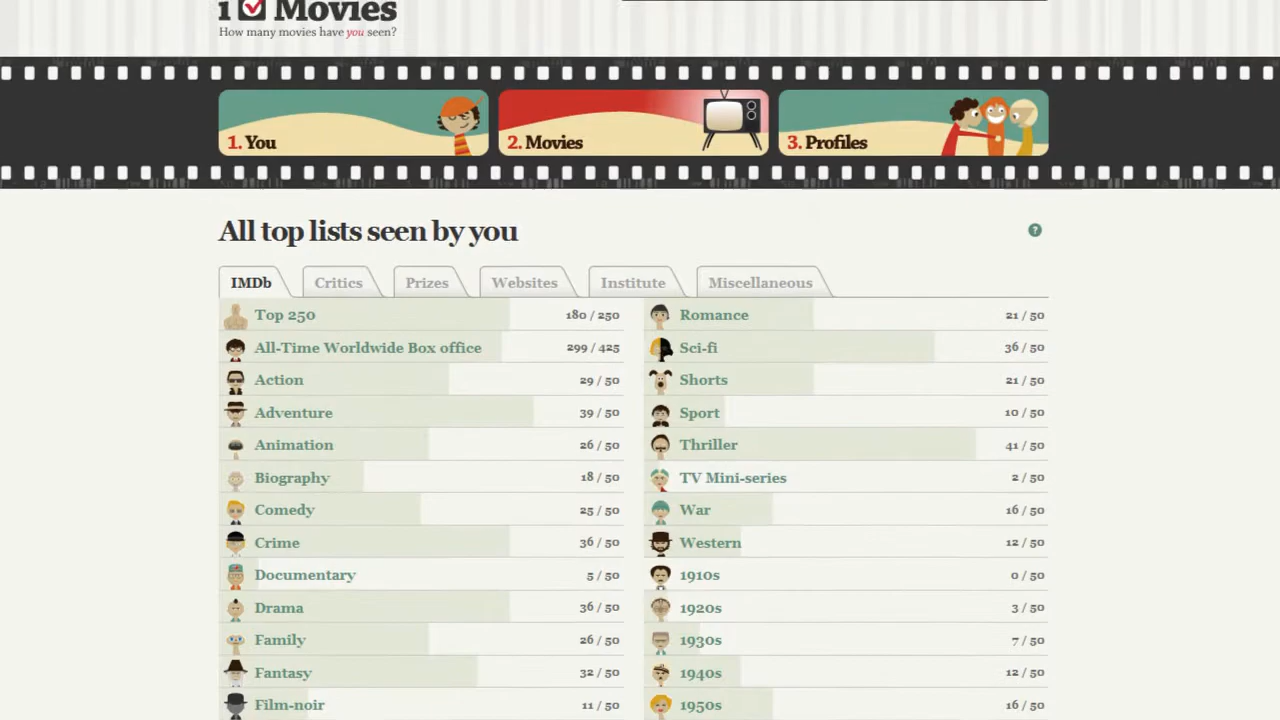 i Movies
How many movies have you seen?
1. You
2. Movies
3. Profiles
All top lists seen by you
?
IMDb
Critics
Prizes
Websites
Institute
Miscellaneous
Top 250 180 / 250
All-Time Worldwide Box office 299 / 425
Action 29 / 50
Adventure 39 / 50
Animation 26 / 50
Biography 18 / 50
Comedy 25 / 50
Crime 36 / 50
Documentary 5 / 50
Drama 36 / 50
Family 26 / 50
Fantasy 32 / 50
Film-noir 11 / 50
Romance 21 / 50
Sci-fi 36 / 50
Shorts 21 / 50
Sport 10 / 50
Thriller 41 / 50
TV Mini-series 2 / 50
War 16 / 50
Western 12 / 50
1910s 0 / 50
1920s 3 / 50
1930s 7 / 50
1940s 12 / 50
1950s 16 / 50